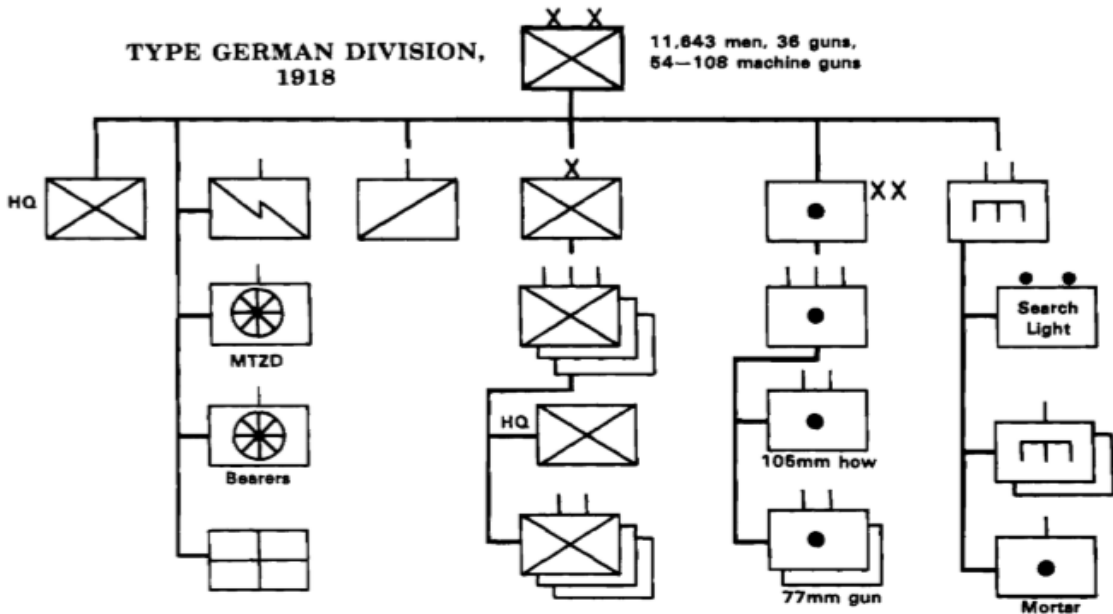 TYPE GERMAN DIVISION,
1918
X X
11,643 men, 36 guns,
54—108 machine guns
HQ
X
XX
MTZD
Search
Light
HQ
Bearers
105mm how
77mm gun
Mortar